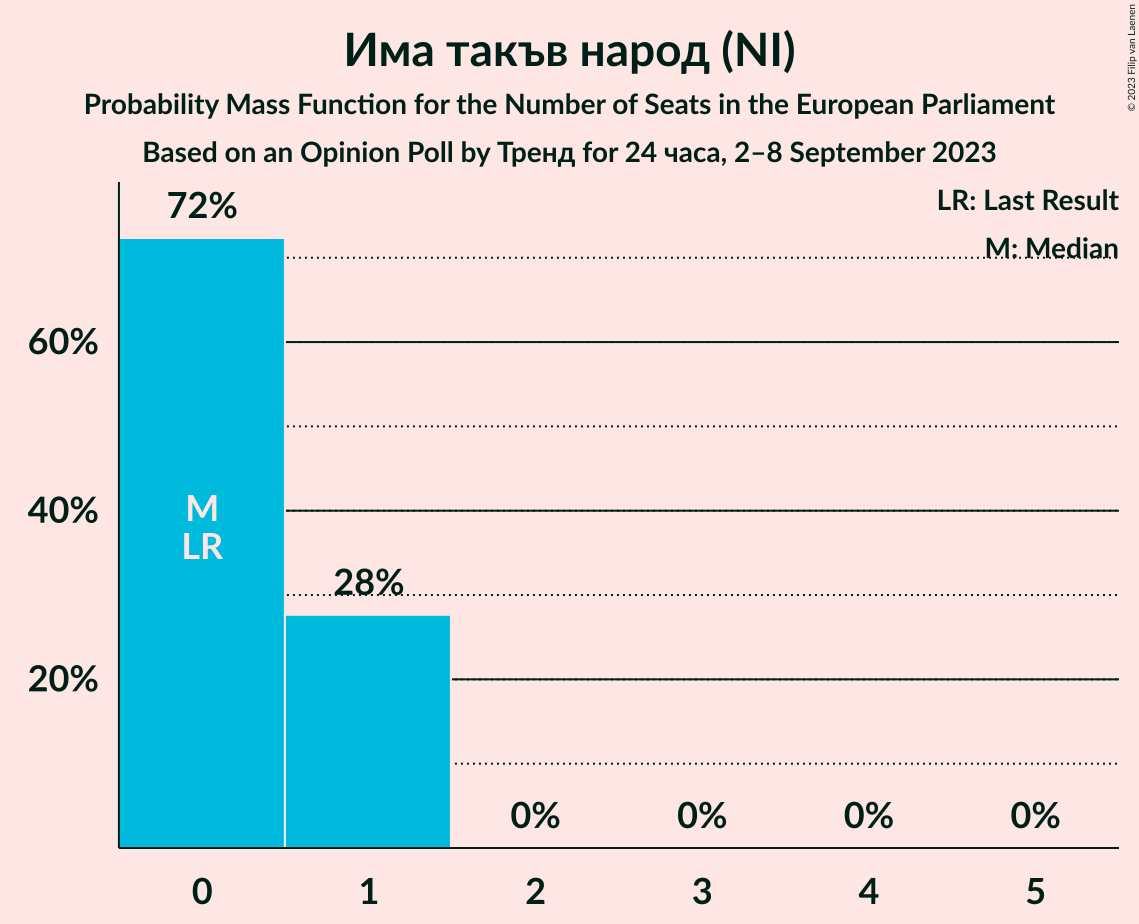 © 2023 Filip van Laenen
Има такъв народ (NI)
Probability Mass Function for the Number of Seats in the European Parliament
Based on an Opinion Poll by Тренд for 24 часа, 2–8 September 2023
LR: Last Result
M: Median
72%
60%
40%
20%
M
LR
28%
0%
0%
0%
0%
0
1
2
3
4
5